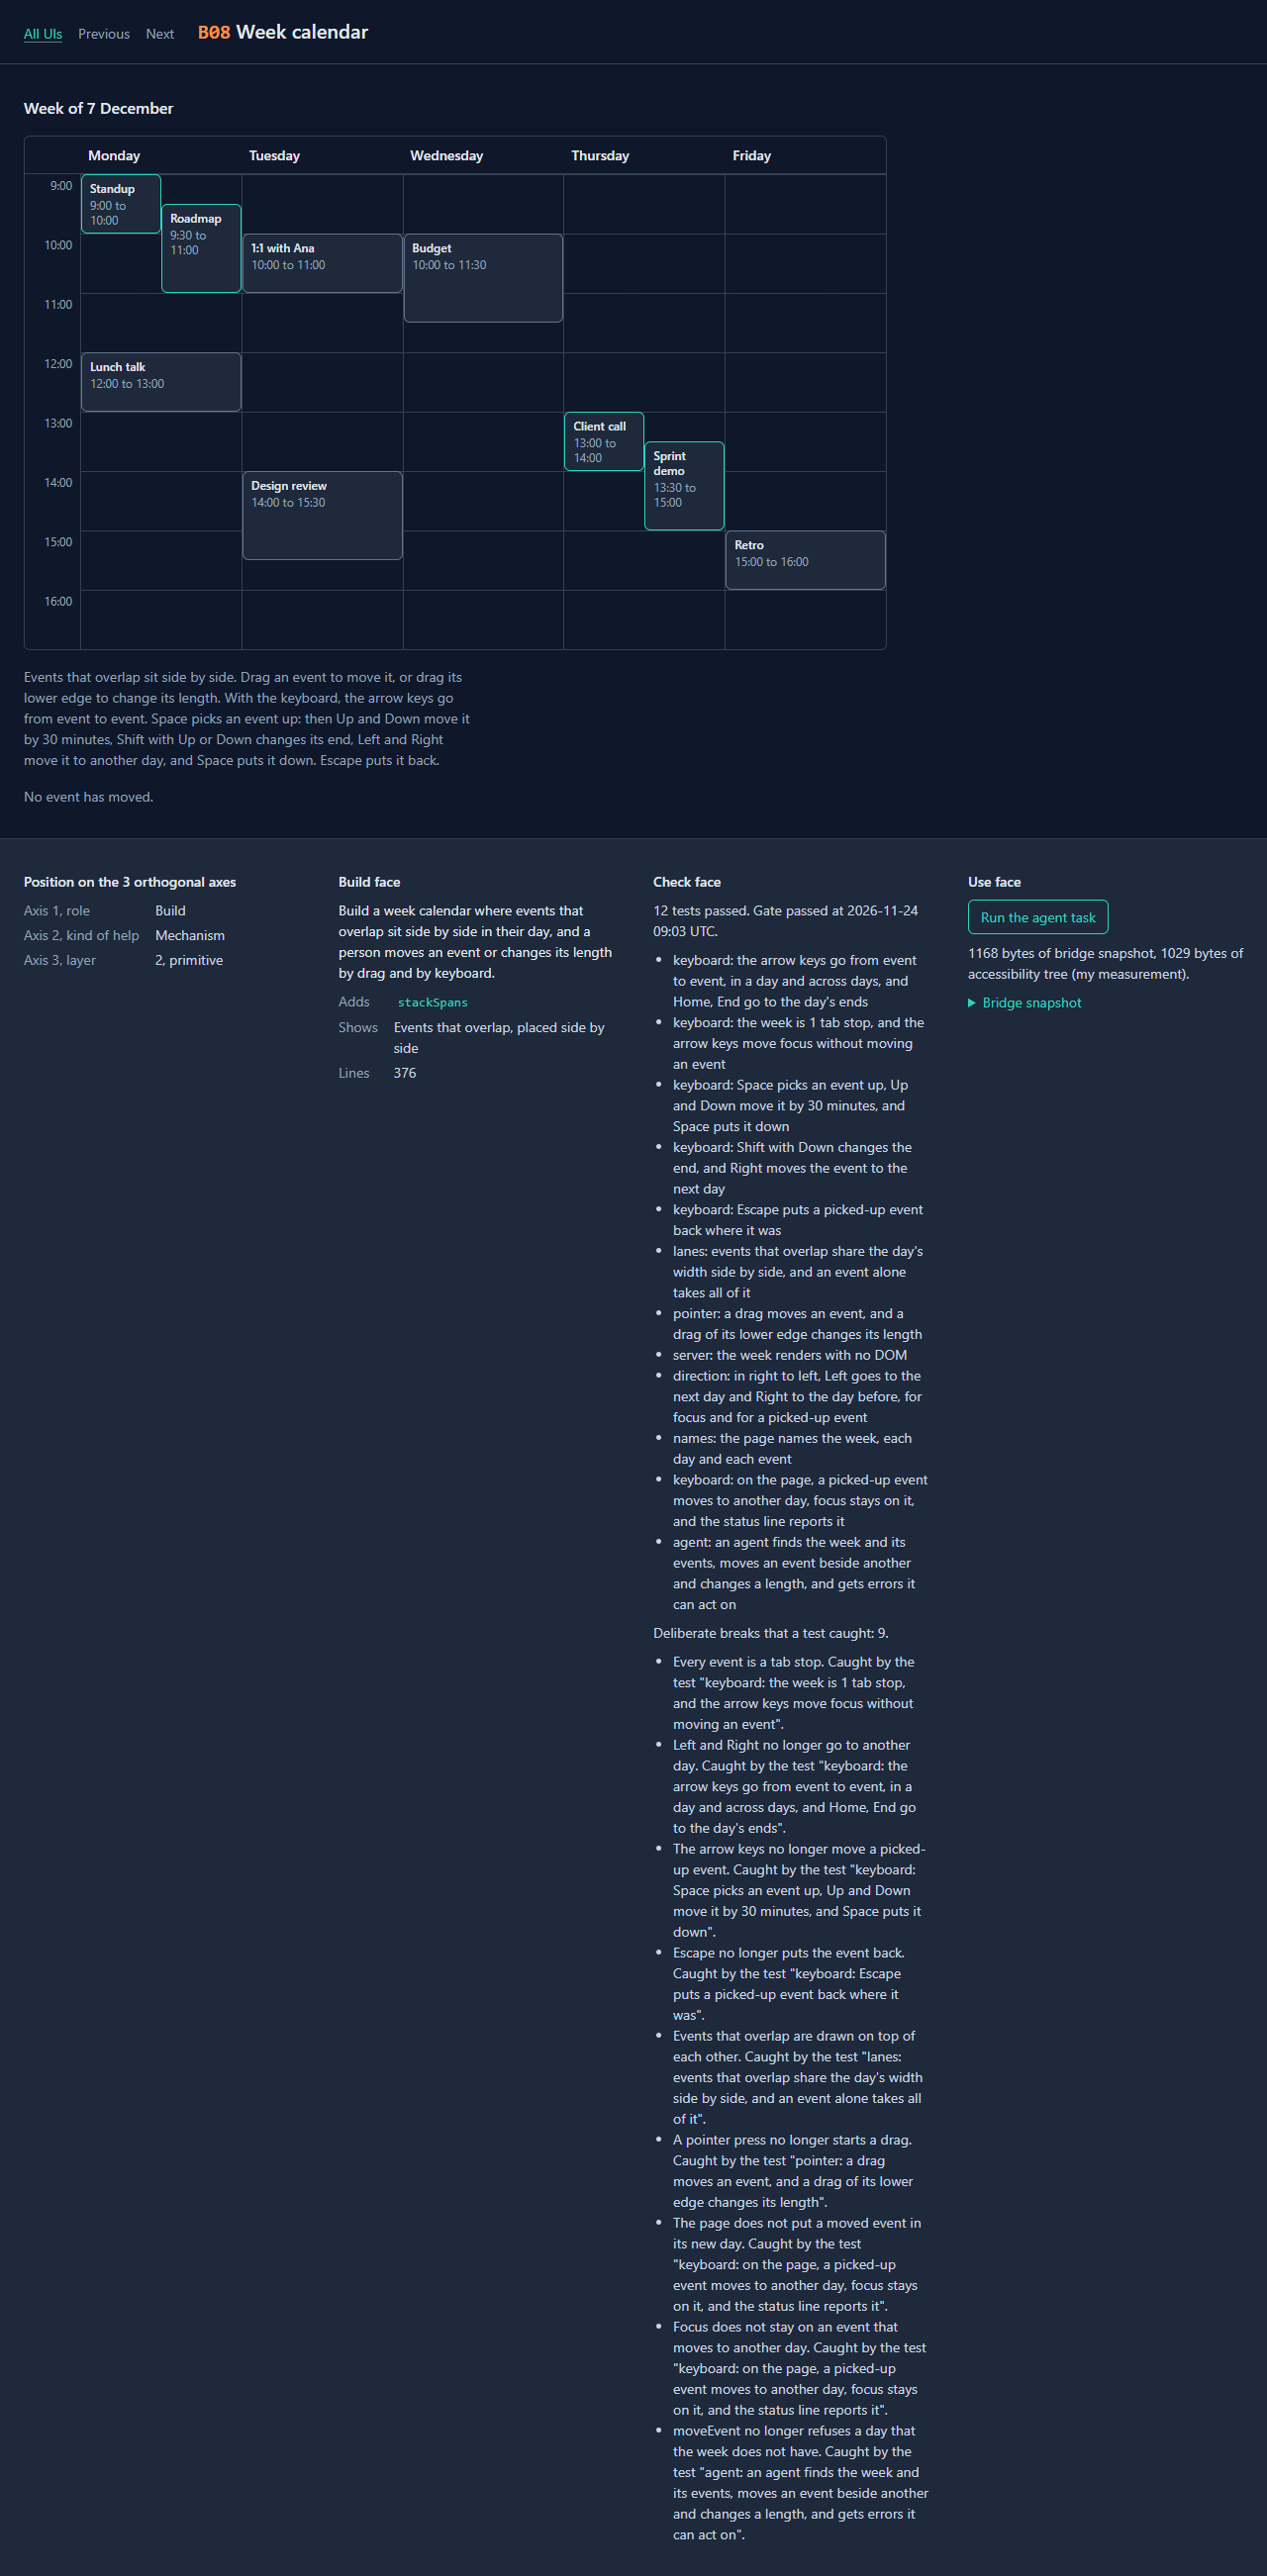 All UIs Previous Next B08 Week calendar
Week of 7 December
Monday Tuesday Wednesday Thursday Friday
9:00
10:00
11:00
12:00
13:00
14:00
15:00
16:00
Standup
9:00 to
10:00
Roadmap
9:30 to
11:00
Lunch talk
12:00 to 13:00
1:1 with Ana
10:00 to 11:00
Design review
14:00 to 15:30
Budget
10:00 to 11:30
Client call
13:00 to
14:00
Sprint
demo
13:30 to
15:00
Retro
15:00 to 16:00
Events that overlap sit side by side. Drag an event to move it, or drag its
lower edge to change its length. With the keyboard, the arrow keys go
from event to event. Space picks an event up: then Up and Down move it
by 30 minutes, Shift with Up or Down changes its end, Left and Right
move it to another day, and Space puts it down. Escape puts it back.
No event has moved.
Position on the 3 orthogonal axes
Axis 1, role Build
Axis 2, kind of help Mechanism
Axis 3, layer 2, primitive
Build face
Build a week calendar where events that
overlap sit side by side in their day, and a
person moves an event or changes its length
by drag and by keyboard.
Adds stackSpans
Shows Events that overlap, placed side by
side
Lines 376
Check face
12 tests passed. Gate passed at 2026-11-24
09:03 UTC.
• keyboard: the arrow keys go from event
to event, in a day and across days, and
Home, End go to the day's ends
• keyboard: the week is 1 tab stop, and the
arrow keys move focus without moving
an event
• keyboard: Space picks an event up, Up
and Down move it by 30 minutes, and
Space puts it down
• keyboard: Shift with Down changes the
end, and Right moves the event to the
next day
• keyboard: Escape puts a picked-up event
back where it was
• lanes: events that overlap share the day's
width side by side, and an event alone
takes all of it
• pointer: a drag moves an event, and a
drag of its lower edge changes its length
• server: the week renders with no DOM
• direction: in right to left, Left goes to the
next day and Right to the day before, for
focus and for a picked-up event
• names: the page names the week, each
day and each event
• keyboard: on the page, a picked-up event
moves to another day, focus stays on it,
and the status line reports it
• agent: an agent finds the week and its
events, moves an event beside another
and changes a length, and gets errors it
can act on
Deliberate breaks that a test caught: 9.
• Every event is a tab stop. Caught by the
test "keyboard: the week is 1 tab stop,
and the arrow keys move focus without
moving an event".
• Left and Right no longer go to another
day. Caught by the test "keyboard: the
arrow keys go from event to event, in a
day and across days, and Home, End go
to the day's ends".
• The arrow keys no longer move a picked-
up event. Caught by the test "keyboard:
Space picks an event up, Up and Down
move it by 30 minutes, and Space puts it
down".
• Escape no longer puts the event back.
Caught by the test "keyboard: Escape
puts a picked-up event back where it
was".
• Events that overlap are drawn on top of
each other. Caught by the test "lanes:
events that overlap share the day's width
side by side, and an event alone takes all
of it".
• A pointer press no longer starts a drag.
Caught by the test "pointer: a drag
moves an event, and a drag of its lower
edge changes its length".
• The page does not put a moved event in
its new day. Caught by the test
"keyboard: on the page, a picked-up
event moves to another day, focus stays
on it, and the status line reports it".
• Focus does not stay on an event that
moves to another day. Caught by the test
"keyboard: on the page, a picked-up
event moves to another day, focus stays
on it, and the status line reports it".
• moveEvent no longer refuses a day that
the week does not have. Caught by the
test "agent: an agent finds the week and
its events, moves an event beside another
and changes a length, and gets errors it
can act on".
Use face
Run the agent task
1168 bytes of bridge snapshot, 1029 bytes of
accessibility tree (my measurement).
▶ Bridge snapshot